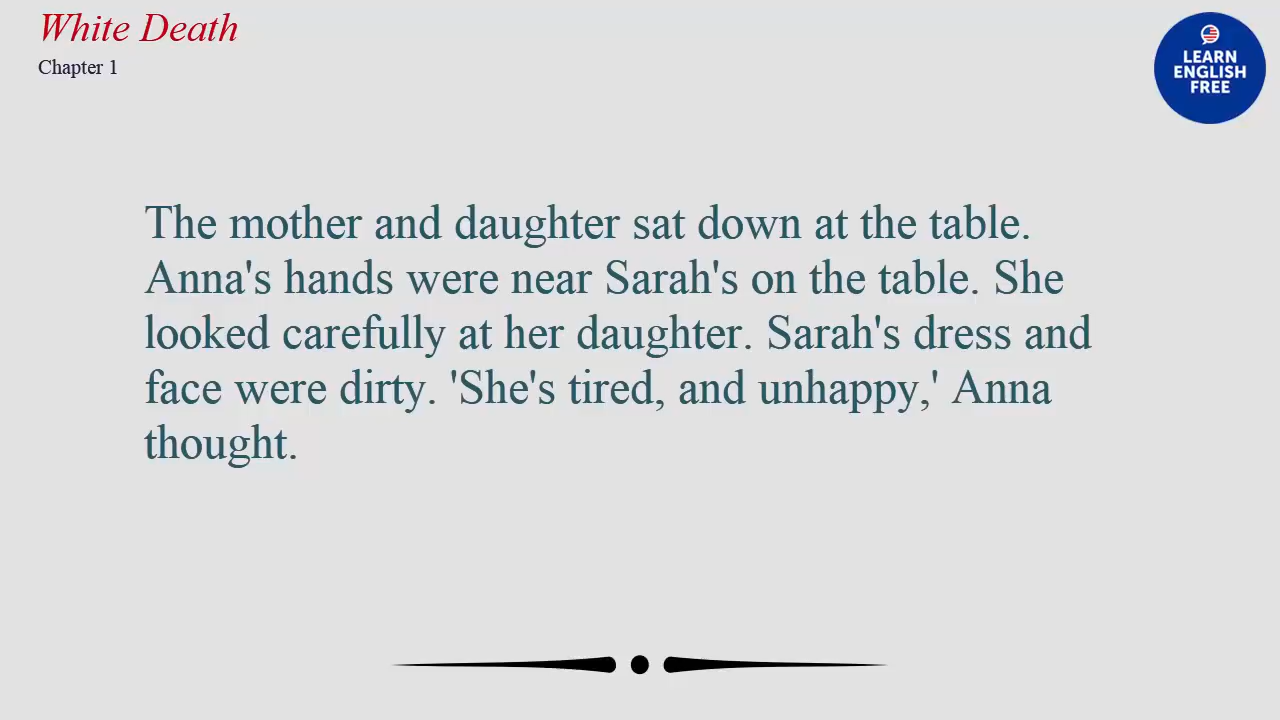 White Death
Chapter 1
LEARN
ENGLISH
FREE
The mother and daughter sat down at the table.
Anna's hands were near Sarah's on the table. She
looked carefully at her daughter. Sarah's dress and
face were dirty. 'She's tired, and unhappy,' Anna
thought.